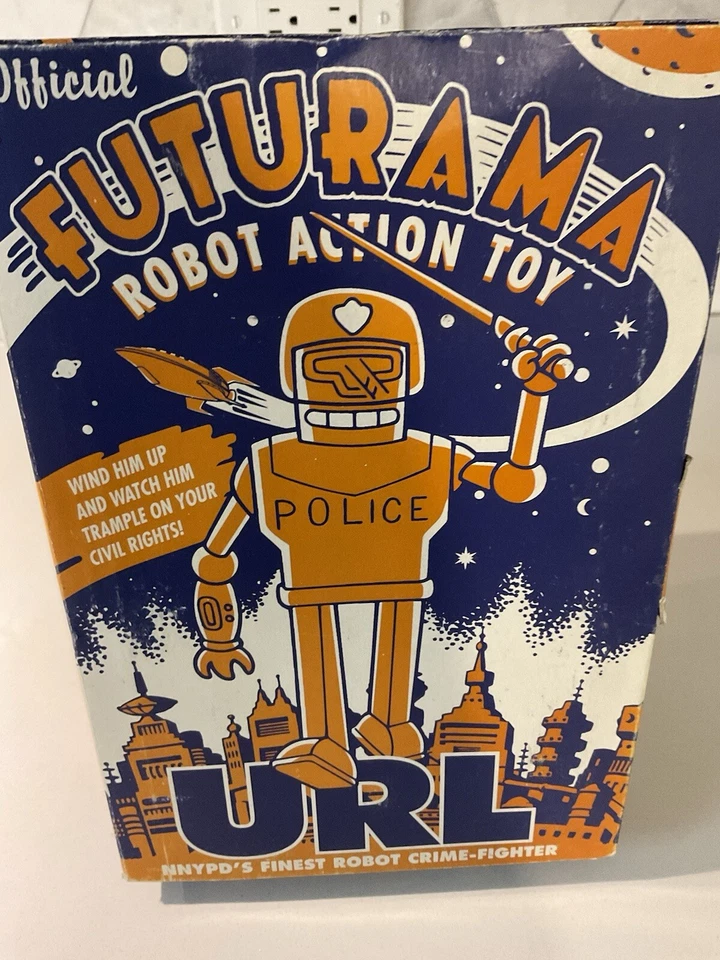 Official
FUTURAMA
ROBOT ACTION TOY
WIND HIM UP
AND WATCH HIM
TRAMPLE ON YOUR
CIVIL RIGHTS!
POLICE
URL
NNYPD'S FINEST ROBOT CRIME-FIGHTER